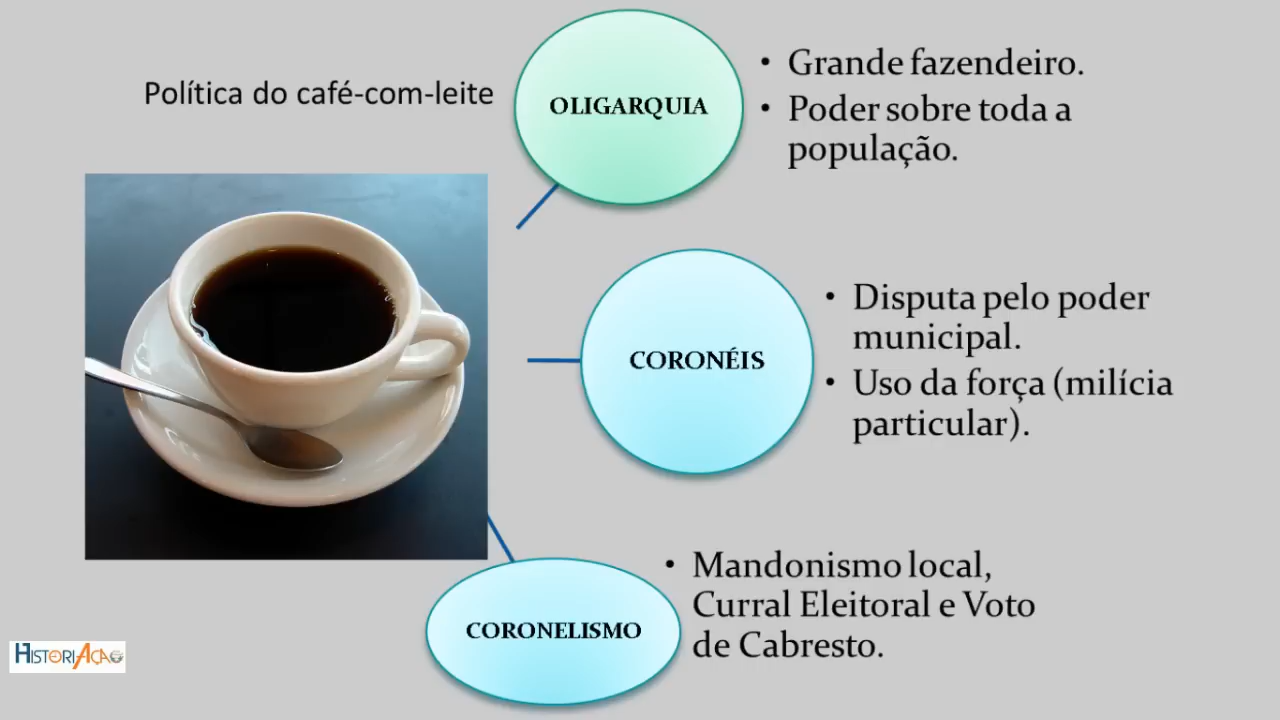 Política do café-com-leite
OLIGARQUIA
• Grande fazendeiro.
• Poder sobre toda a
população.
CORONÉIS
• Disputa pelo poder
municipal.
• Uso da força (milícia
particular).
CORONELISMO
• Mandonismo local,
Curral Eleitoral e Voto
de Cabresto.
HISTORIAÇÃO